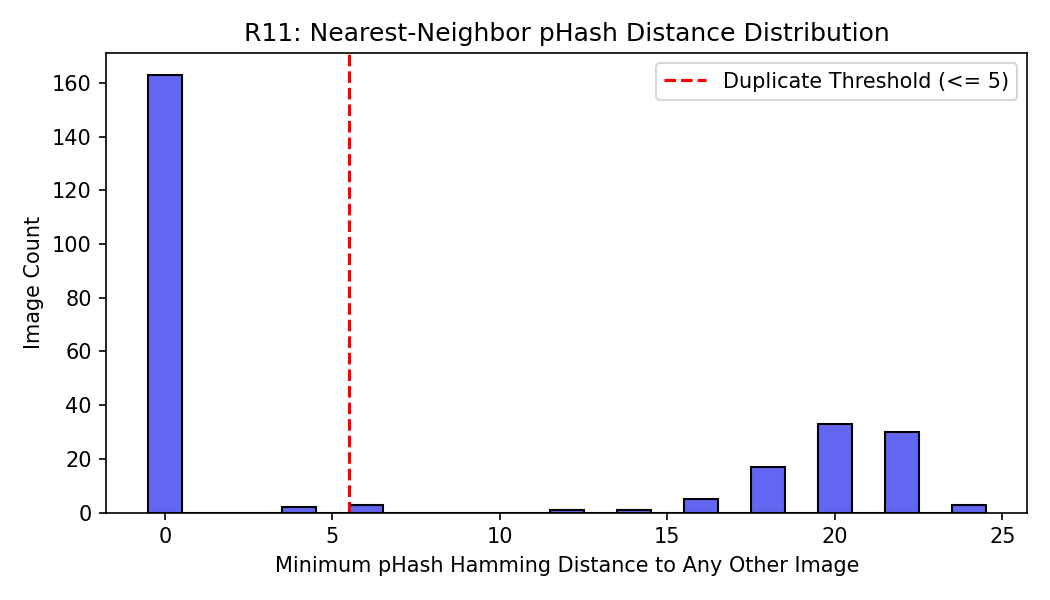 R11: Nearest-Neighbor pHash Distance Distribution
Duplicate Threshold (<= 5)
Image Count
160
140
120
100
80
60
40
20
0
0 5 10 15 20 25
Minimum pHash Hamming Distance to Any Other Image